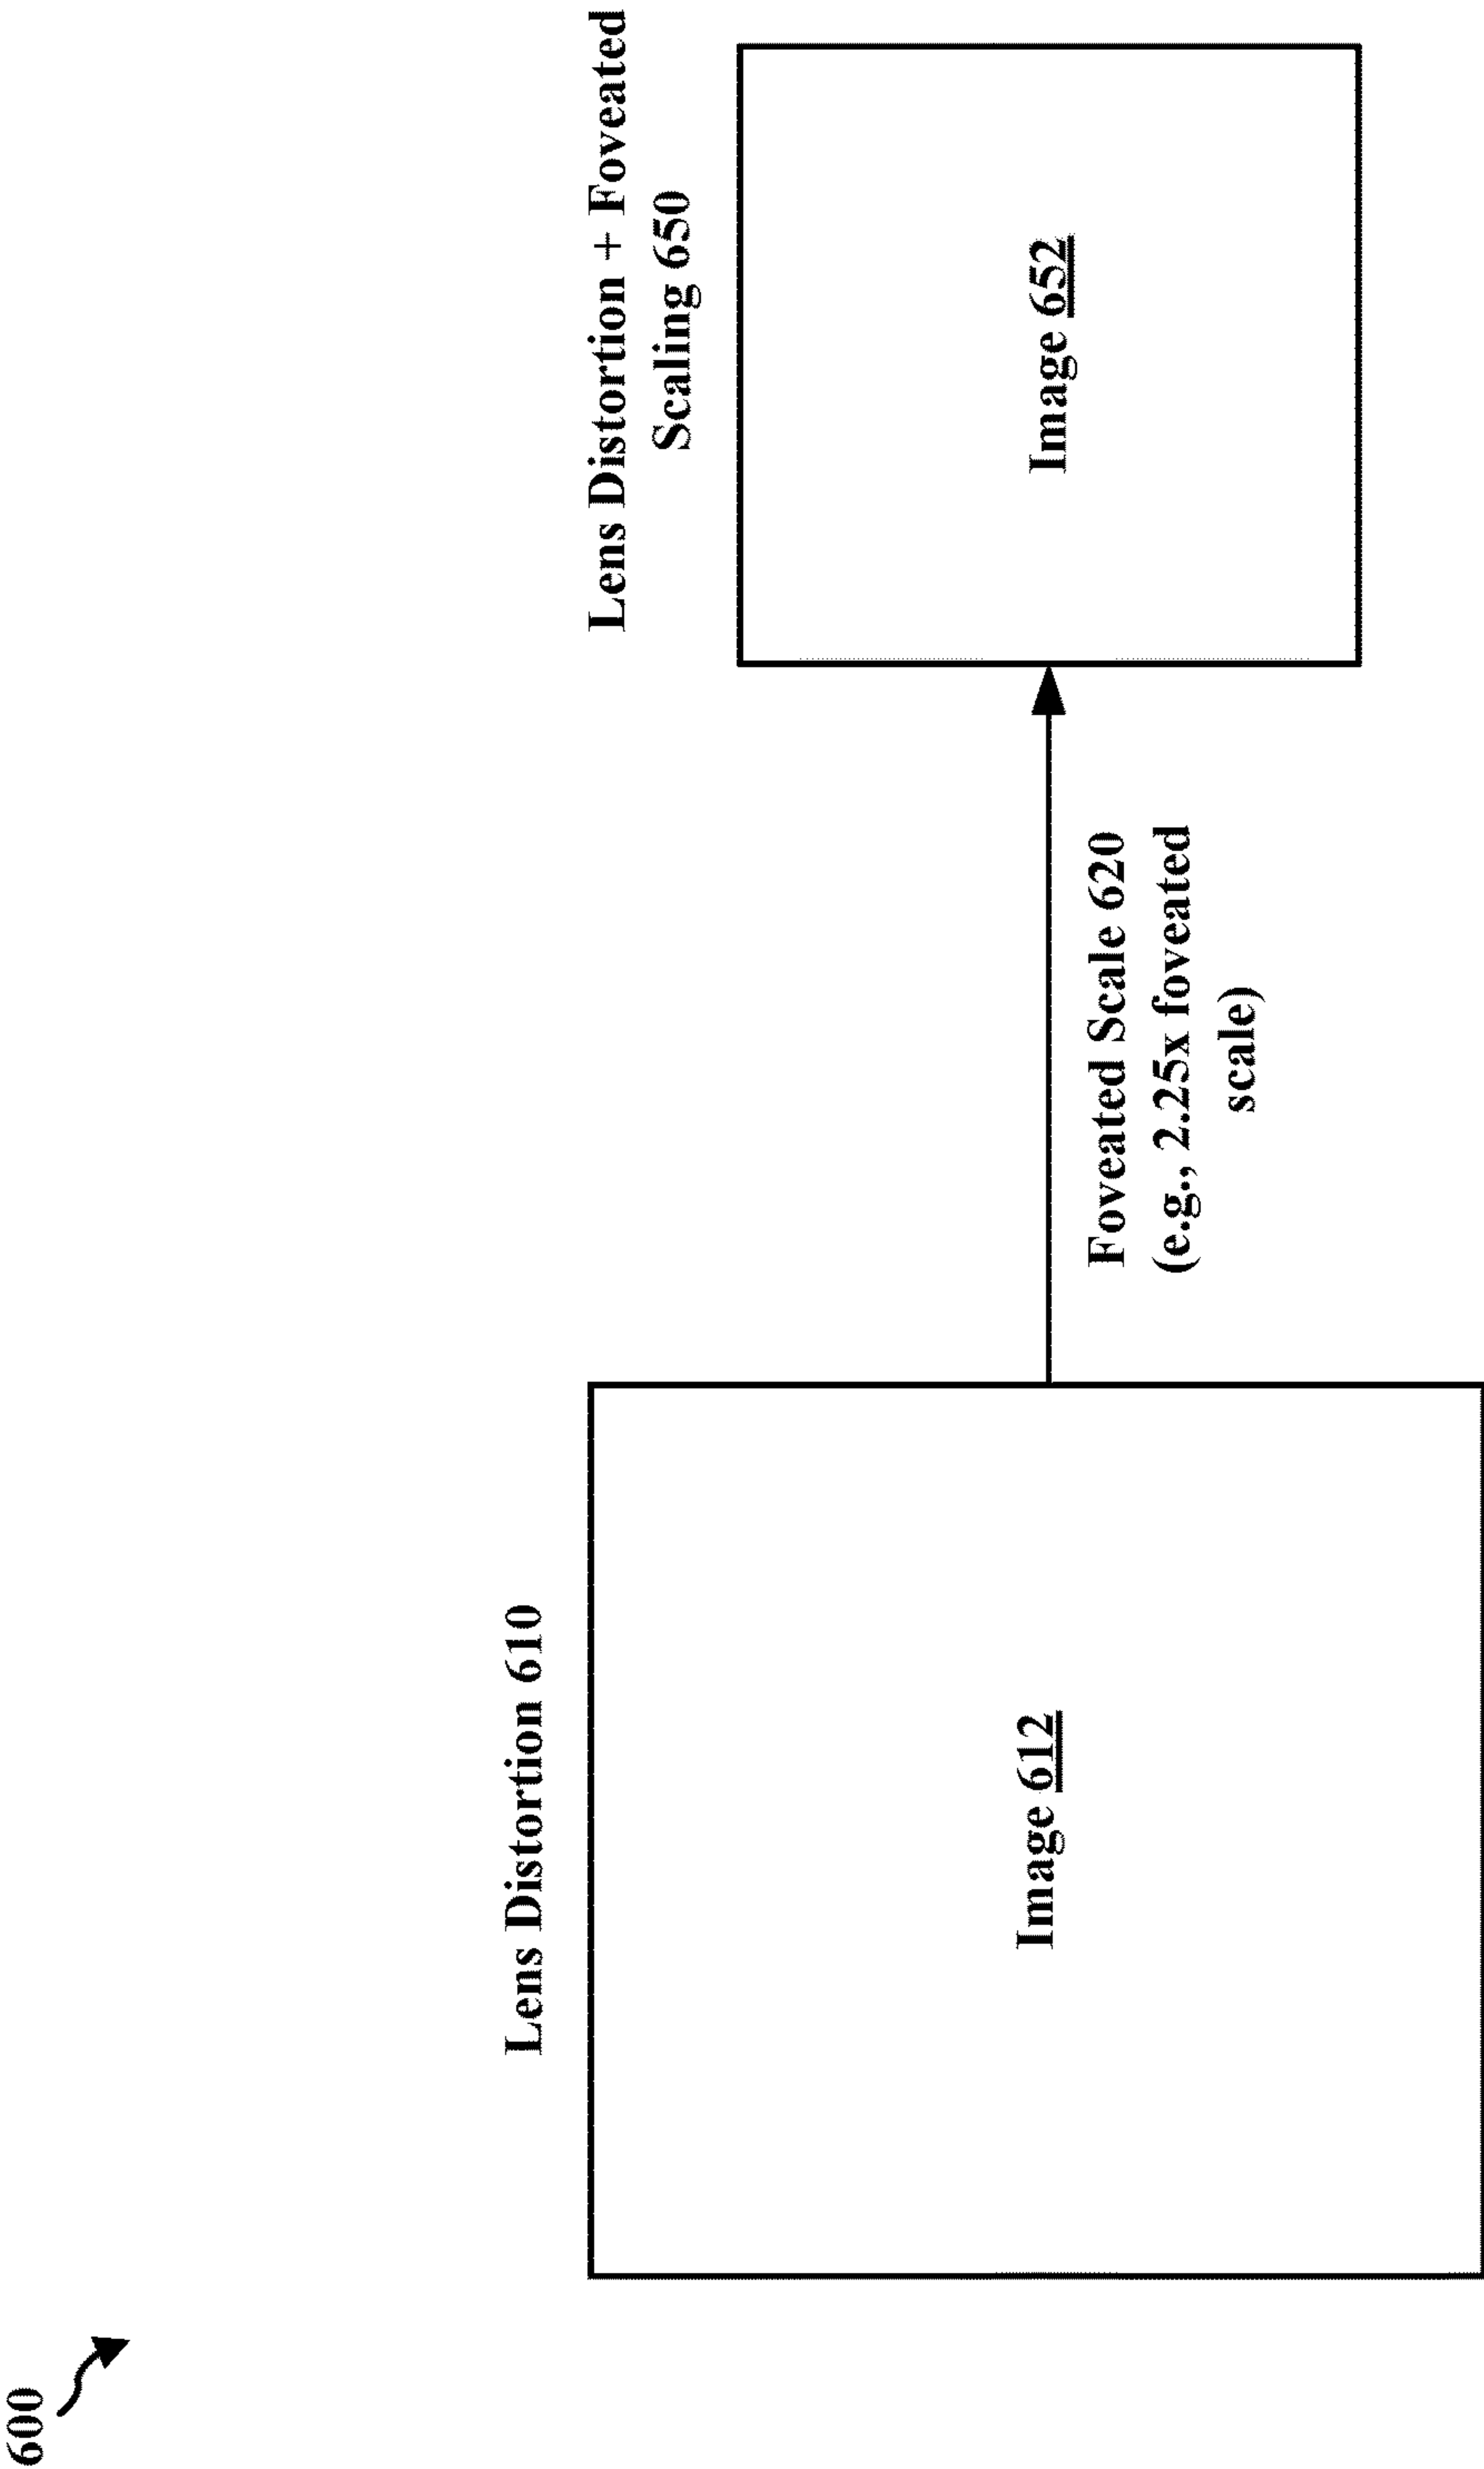 600
Lens Distortion 610
Image 612
Foveated Scale 620
(e.g., 2.25x foveated
scale)
Lens Distortion + Foveated
Scaling 650
Image 652